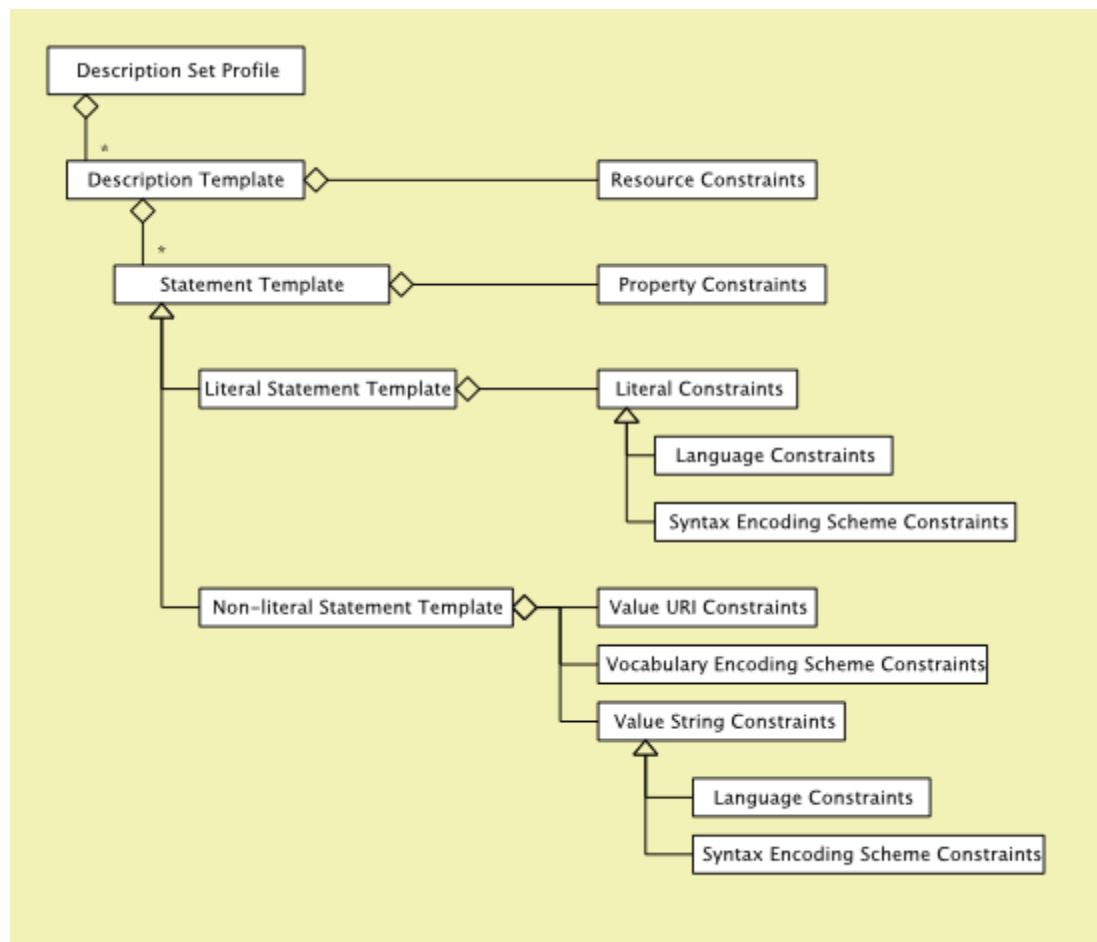 Description Set Profile
*
Description Template
Resource Constraints
*
Statement Template
Property Constraints
Literal Statement Template
Literal Constraints
Language Constraints
Syntax Encoding Scheme Constraints
Non-literal Statement Template
Value URI Constraints
Vocabulary Encoding Scheme Constraints
Value String Constraints
Language Constraints
Syntax Encoding Scheme Constraints